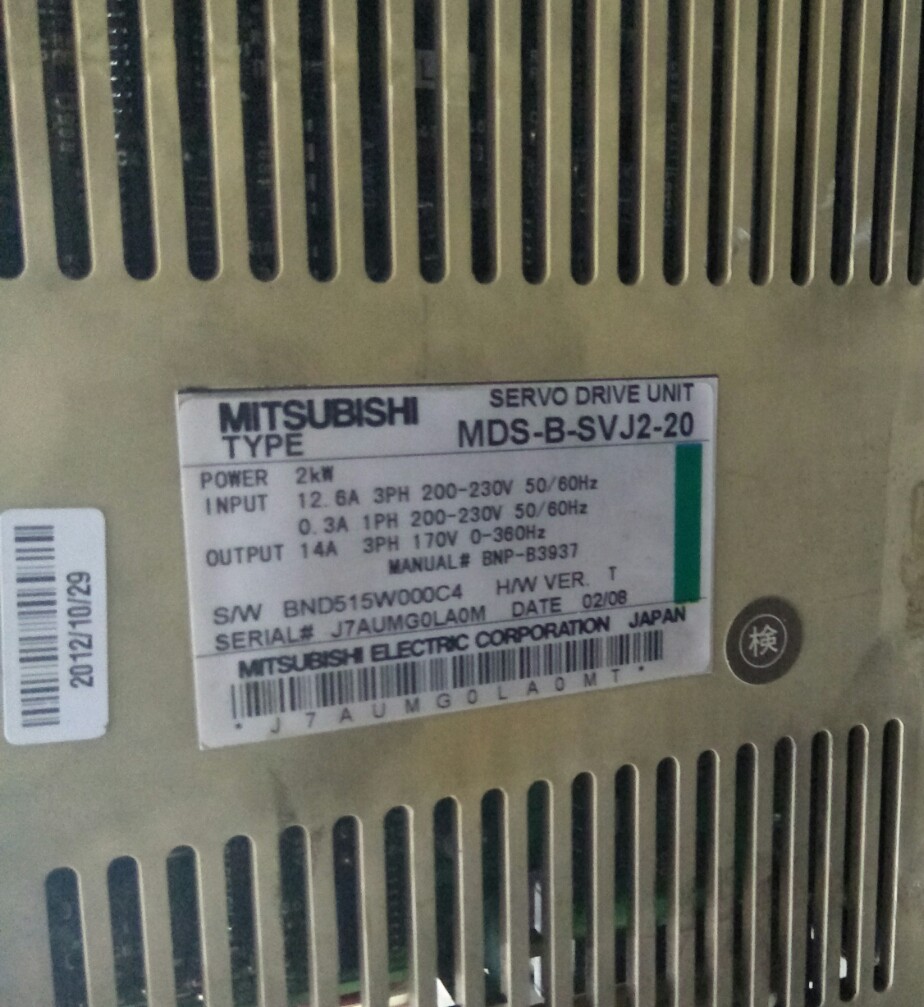 SERVO DRIVE UNIT
MITSUBISHI
TYPE MDS-B-SVJ2-20
POWER 2kW
INPUT 12.6A 3PH 200-230V 50/60Hz
0.3A 1PH 200-230V 50/60Hz
OUTPUT 14A 3PH 170V 0-360Hz
MANUAL# BNP-B3937
S/W BND515W000C4 H/W VER. T
SERIAL# J7AUMG0LA0M DATE 02/08
MITSUBISHI ELECTRIC CORPORATION JAPAN
*J7AUMG0LA0MT*
2012/10/29
検